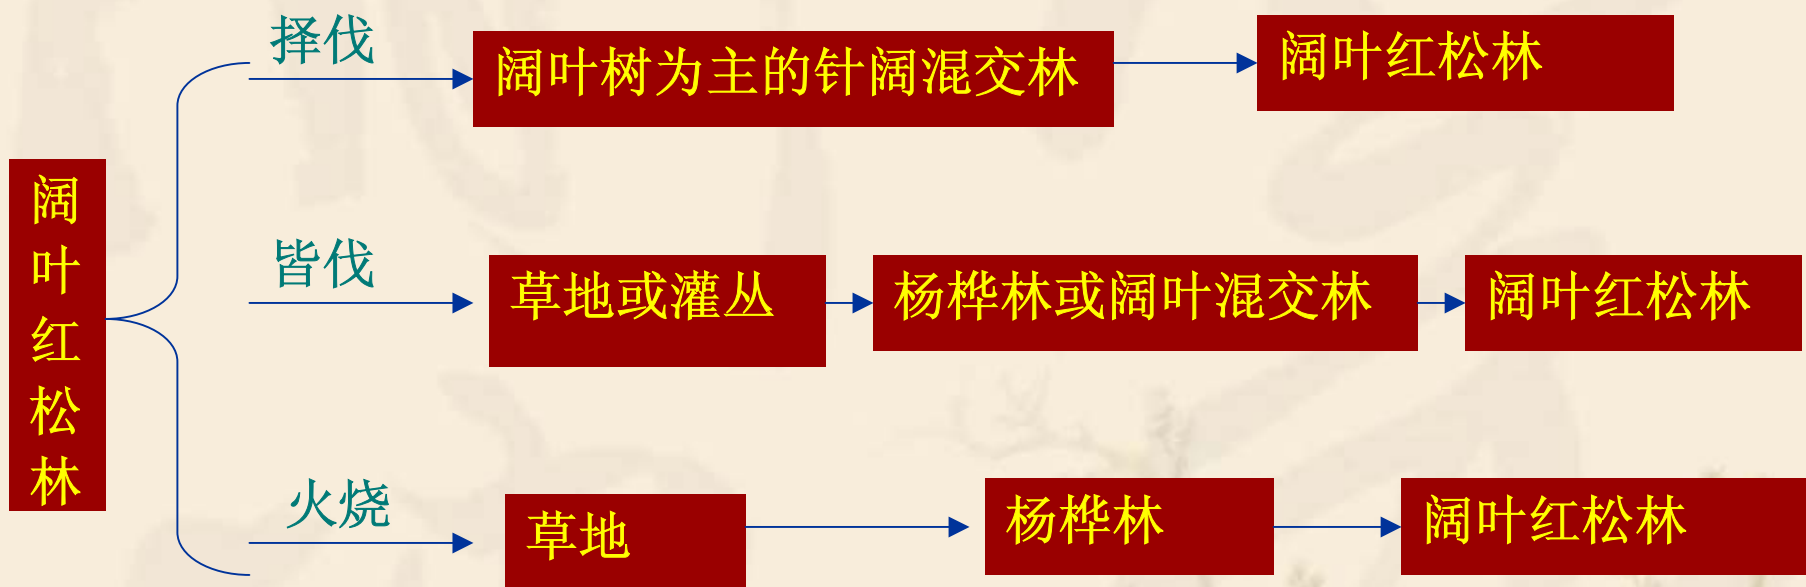 阔叶红松林
择伐
阔叶树为主的针阔混交林
阔叶红松林
皆伐
草地或灌丛
杨桦林或阔叶混交林
阔叶红松林
火烧
草地
杨桦林
阔叶红松林